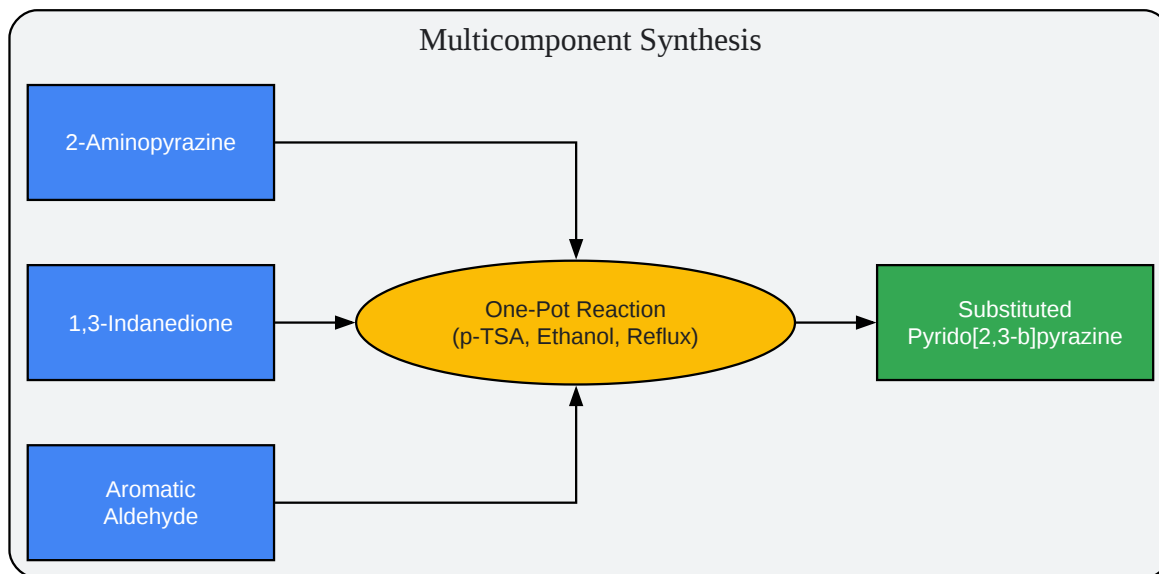 Multicomponent Synthesis
2-Aminopyrazine
1,3-Indanedione
Aromatic
Aldehyde
One-Pot Reaction
(p-TSA, Ethanol, Reflux)
Substituted
Pyrido[2,3-b]pyrazine